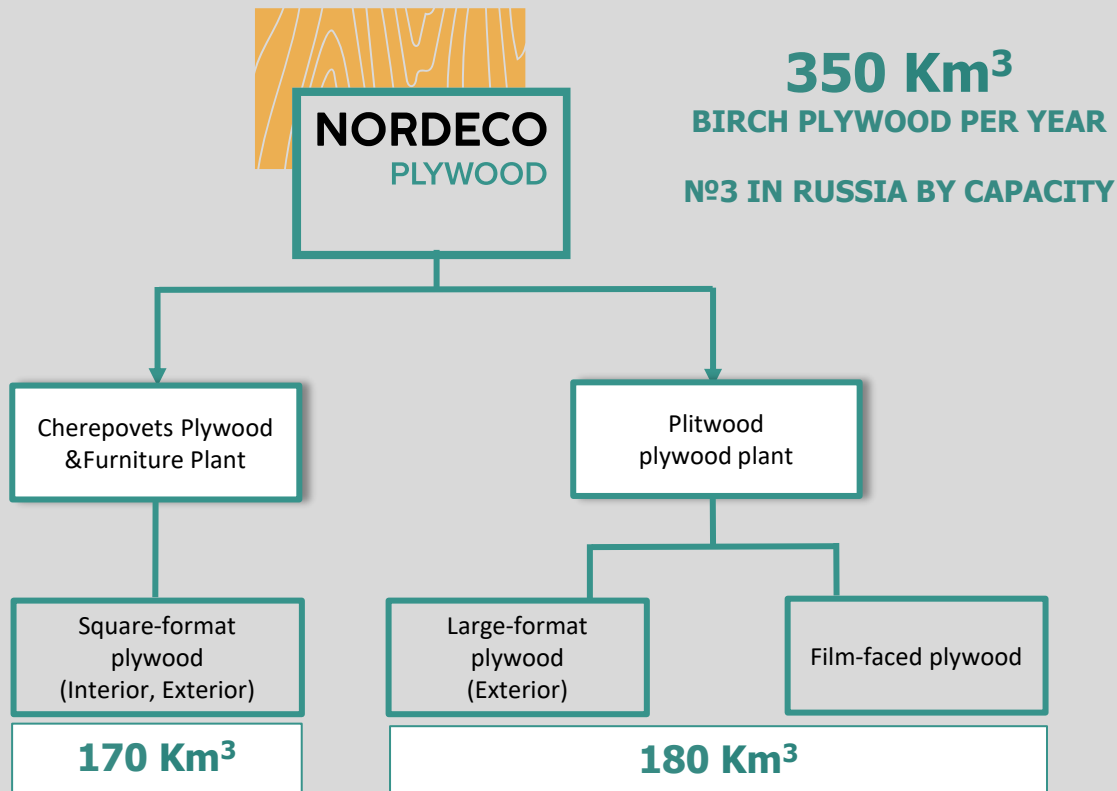 NORDECO
PLYWOOD
350 Km³
BIRCH PLYWOOD PER YEAR
№3 IN RUSSIA BY CAPACITY
Cherepovets Plywood
&Furniture Plant
Plitwood
plywood plant
Square-format
plywood
(Interior, Exterior)
Large-format
plywood
(Exterior)
Film-faced plywood
170 Km³
180 Km³